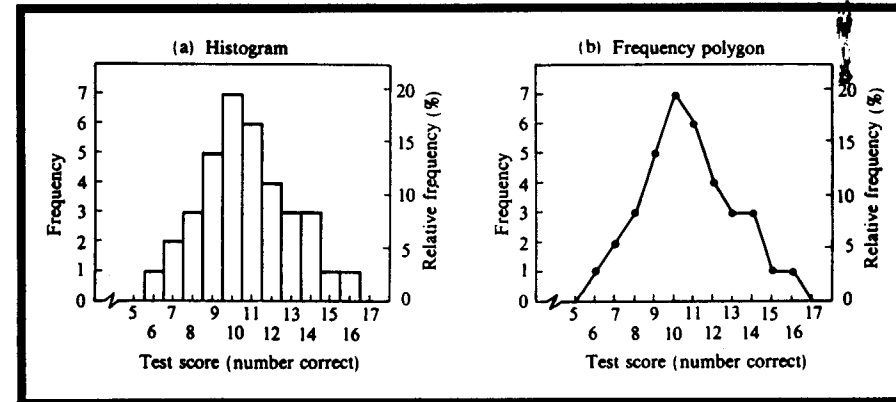 (a) Histogram
Frequency
7
6
5
4
3
2
1
0
20
15
10
5
0
Relative frequency (%)
5 7 9 11 13 15 17
6 8 10 12 14 16
Test score (number correct)
(b) Frequency polygon
Frequency
7
6
5
4
3
2
1
0
20
15
10
5
0
Relative frequency (%)
5 7 9 11 13 15 17
6 8 10 12 14 16
Test score (number correct)